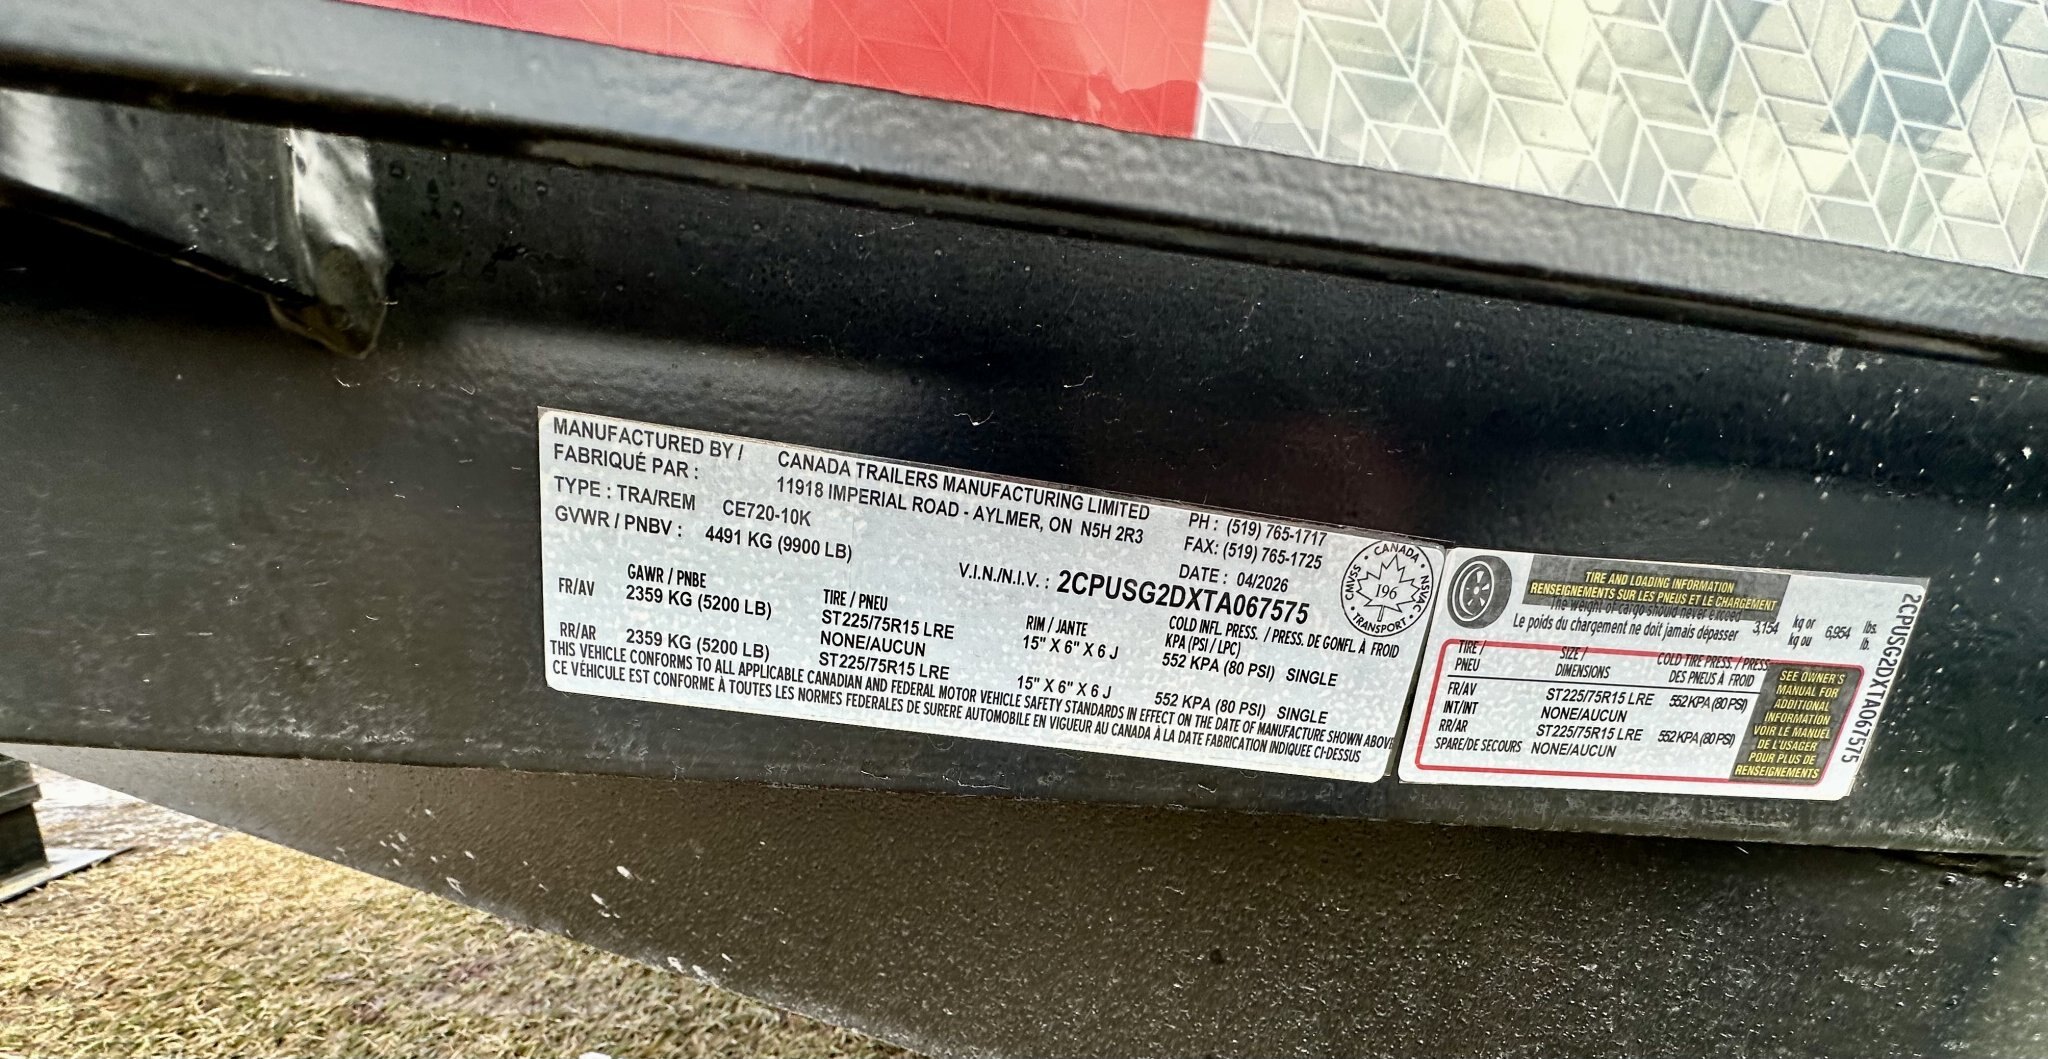 MANUFACTURED BY /
FABRIQUÉ PAR :
CANADA TRAILERS MANUFACTURING LIMITED
11918 IMPERIAL ROAD - AYLMER, ON N5H 2R3
PH : (519) 765-1717
FAX: (519) 765-1725
TYPE : TRA/REM CE720-10K
DATE : 04/2026
GVWR / PNBV : 4491 KG (9900 LB)
V.I.N./N.I.V. : 2CPUSG2DXTA067575
GAWR / PNBE TIRE / PNEU RIM / JANTE COLD INFL PRESS. / PRESS. DE GONFL À FROID
KPA (PSI / LPC)
FR/AV 2359 KG (5200 LB) ST225/75R15 LRE 15" X 6" X 6 J 552 KPA (80 PSI) SINGLE
NONE/AUCUN
RR/AR 2359 KG (5200 LB) ST225/75R15 LRE 15" X 6" X 6 J 552 KPA (80 PSI) SINGLE
THIS VEHICLE CONFORMS TO ALL APPLICABLE CANADIAN AND FEDERAL MOTOR VEHICLE SAFETY STANDARDS IN EFFECT ON THE DATE OF MANUFACTURE SHOWN ABOVE
CE VÉHICULE EST CONFORME À TOUTES LES NORMES FEDERALES DE SURERE AUTOMOBILE EN VIGUEUR AU CANADA À LA DATE FABRICATION INDIQUEE CI-DESSUS
CANADA
CMVSS 196 NSVAC
TRANSPORT
TIRE AND LOADING INFORMATION
RENSEIGNEMENTS SUR LES PNEUS ET LE CHARGEMENT
The weight of cargo should never exceed
Le poids du chargement ne doit jamais dépasser
3,154 kg or 6,954 lbs.
kg ou lb.
TIRE / SIZE / COLD TIRE PRESS. / PRESS
PNEU DIMENSIONS DES PNEUS À FROID
FR/AV ST225/75R15 LRE 552 KPA (80 PSI)
INT/INT NONE/AUCUN
RR/AR ST225/75R15 LRE 552 KPA (80 PSI)
SPARE/DE SECOURS NONE/AUCUN
SEE OWNER'S
MANUAL FOR
ADDITIONAL
INFORMATION
VOIR LE MANUEL
DE L'USAGER
POUR PLUS DE
RENSEIGNEMENTS
2CPUSG2DXTA067575